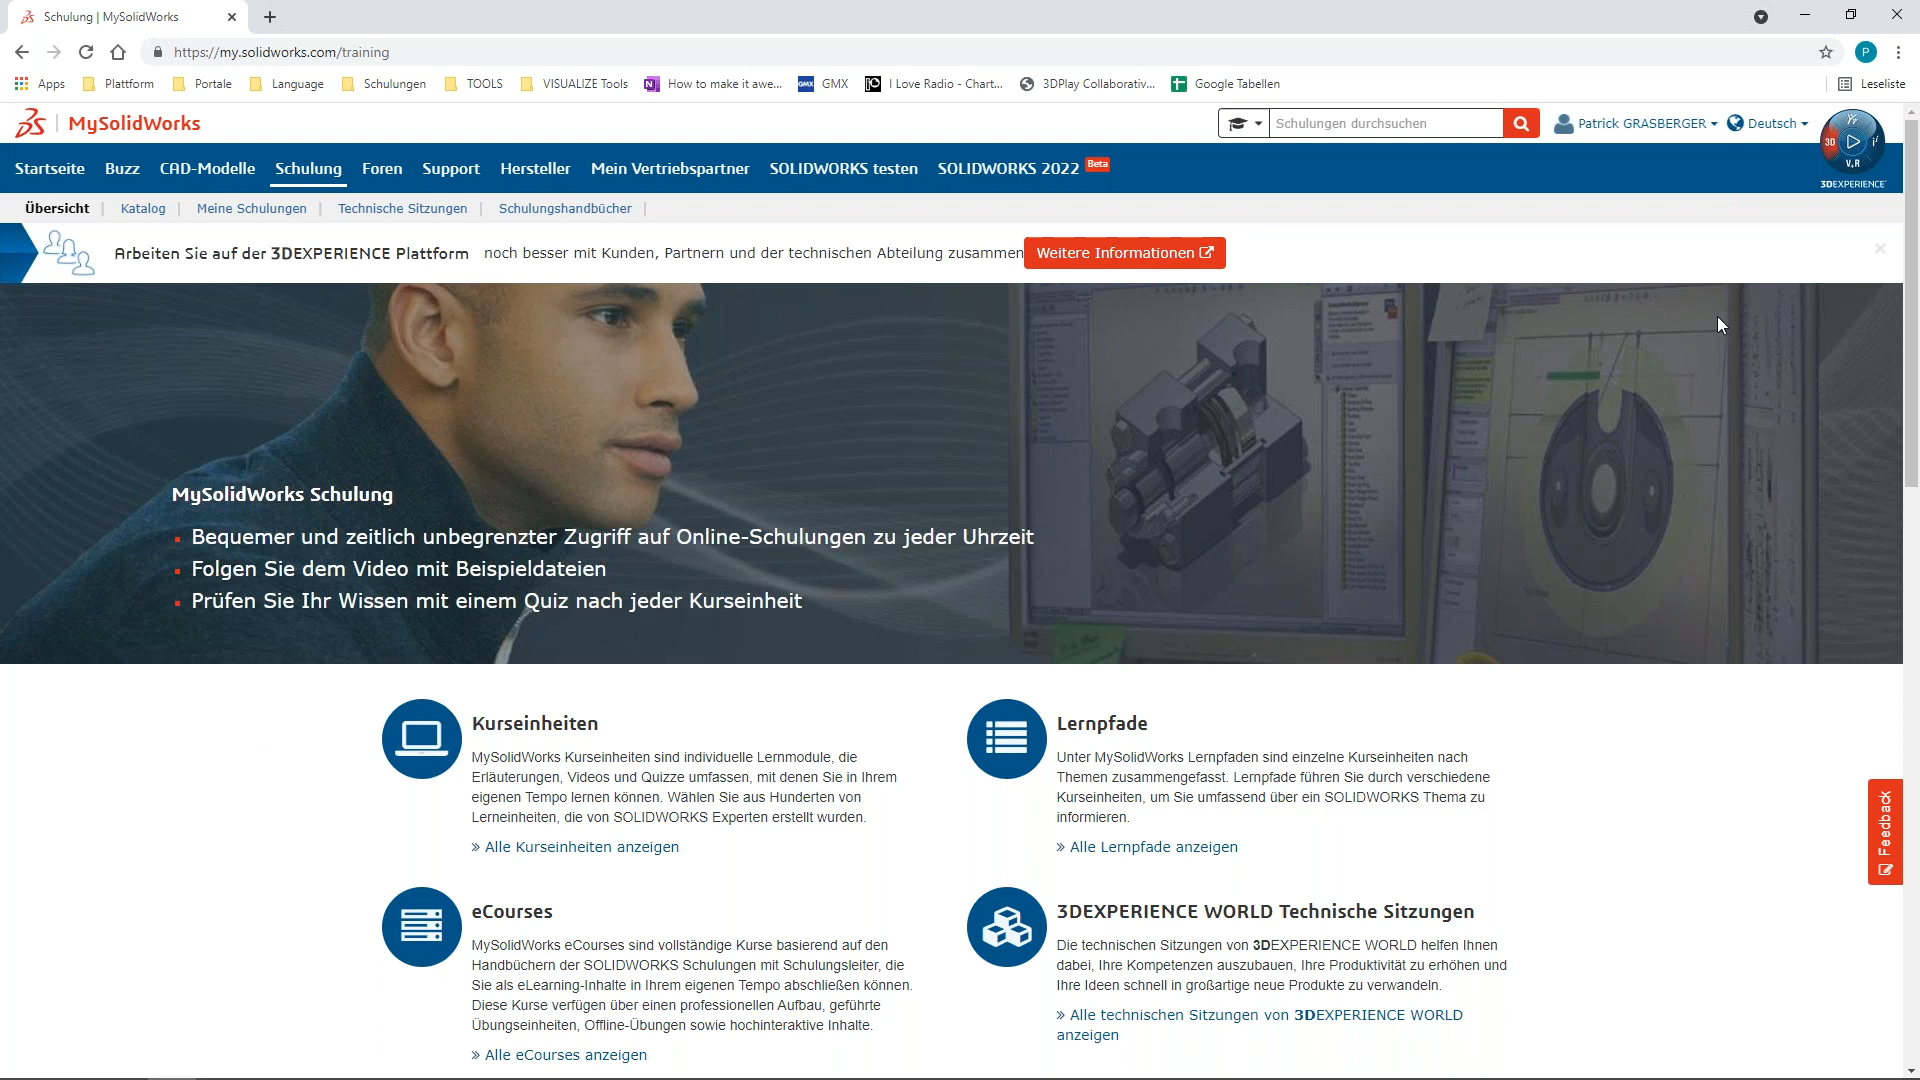 Schulung | MySolidWorks
https://my.solidworks.com/training
Apps Plattform Portale Language Schulungen TOOLS VISUALIZE Tools How to make it awe... GMX I Love Radio - Chart... 3DPlay Collaborativ... Google Tabellen Leseliste
MySolidWorks Schulungen durchsuchen Patrick GRASBERGER Deutsch
3D V,R
3DEXPERIENCE
Startseite Buzz CAD-Modelle Schulung Foren Support Hersteller Mein Vertriebspartner SOLIDWORKS testen SOLIDWORKS 2022 Beta
Übersicht Katalog Meine Schulungen Technische Sitzungen Schulungshandbücher
Arbeiten Sie auf der 3DEXPERIENCE Plattform noch besser mit Kunden, Partnern und der technischen Abteilung zusammen Weitere Informationen
MySolidWorks Schulung
Bequemer und zeitlich unbegrenzter Zugriff auf Online-Schulungen zu jeder Uhrzeit
Folgen Sie dem Video mit Beispieldateien
Prüfen Sie Ihr Wissen mit einem Quiz nach jeder Kurseinheit
Kurseinheiten
MySolidWorks Kurseinheiten sind individuelle Lernmodule, die
Erläuterungen, Videos und Quizze umfassen, mit denen Sie in Ihrem
eigenen Tempo lernen können. Wählen Sie aus Hunderten von
Lerneinheiten, die von SOLIDWORKS Experten erstellt wurden.
» Alle Kurseinheiten anzeigen
Lernpfade
Unter MySolidWorks Lernpfaden sind einzelne Kurseinheiten nach
Themen zusammengefasst. Lernpfade führen Sie durch verschiedene
Kurseinheiten, um Sie umfassend über ein SOLIDWORKS Thema zu
informieren.
» Alle Lernpfade anzeigen
eCourses
MySolidWorks eCourses sind vollständige Kurse basierend auf den
Handbüchern der SOLIDWORKS Schulungen mit Schulungsleiter, die
Sie als eLearning-Inhalte in Ihrem eigenen Tempo abschließen können.
Diese Kurse verfügen über einen professionellen Aufbau, geführte
Übungseinheiten, Offline-Übungen sowie hochinteraktive Inhalte.
» Alle eCourses anzeigen
3DEXPERIENCE WORLD Technische Sitzungen
Die technischen Sitzungen von 3DEXPERIENCE WORLD helfen Ihnen
dabei, Ihre Kompetenzen auszubauen, Ihre Produktivität zu erhöhen und
Ihre Ideen schnell in großartige neue Produkte zu verwandeln.
» Alle technischen Sitzungen von 3DEXPERIENCE WORLD
anzeigen
Feedback